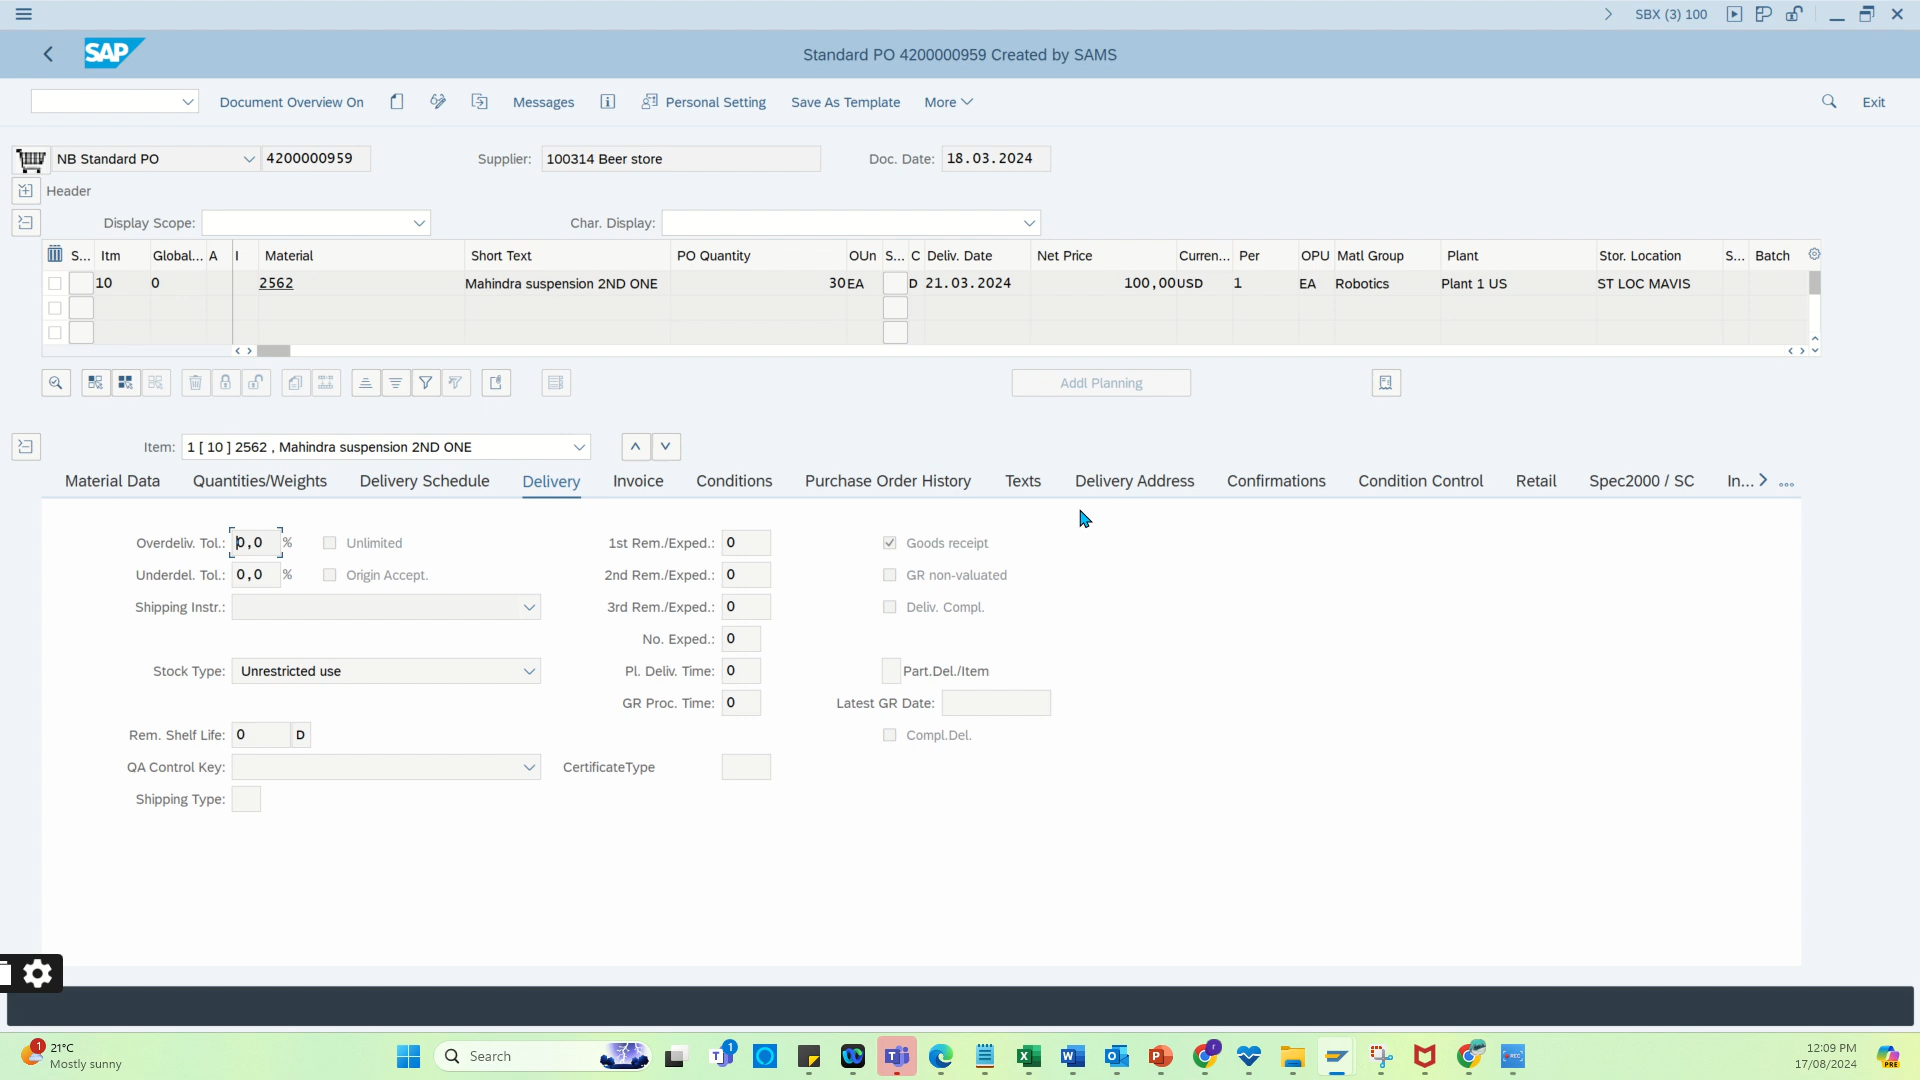 SBX (3) 100
SAP
Standard PO 4200000959 Created by SAMS
Document Overview On Messages Personal Setting Save As Template More Exit
NB Standard PO 4200000959 Supplier: 100314 Beer store Doc. Date: 18.03.2024
Header
Display Scope: Char. Display:
S... Itm Global... A I Material Short Text PO Quantity OUn S... C Deliv. Date Net Price Curren... Per OPU Matl Group Plant Stor. Location S... Batch
10 0 2562 Mahindra suspension 2ND ONE 30 EA D 21.03.2024 100,00 USD 1 EA Robotics Plant 1 US ST LOC MAVIS
Addl Planning
Item: 1 [ 10 ] 2562 , Mahindra suspension 2ND ONE
Material Data Quantities/Weights Delivery Schedule Delivery Invoice Conditions Purchase Order History Texts Delivery Address Confirmations Condition Control Retail Spec2000 / SC In...
Overdeliv. Tol.: 0,0 % Unlimited 1st Rem./Exped.: 0 Goods receipt
Underdel. Tol.: 0,0 % Origin Accept. 2nd Rem./Exped.: 0 GR non-valuated
Shipping Instr.: 3rd Rem./Exped.: 0 Deliv. Compl.
No. Exped.: 0
Stock Type: Unrestricted use Pl. Deliv. Time: 0 Part.Del./Item
GR Proc. Time: 0 Latest GR Date:
Rem. Shelf Life: 0 D Compl.Del.
QA Control Key: CertificateType
Shipping Type:
1 21°C
Mostly sunny
Search
1
12:09 PM
17/08/2024
PRE